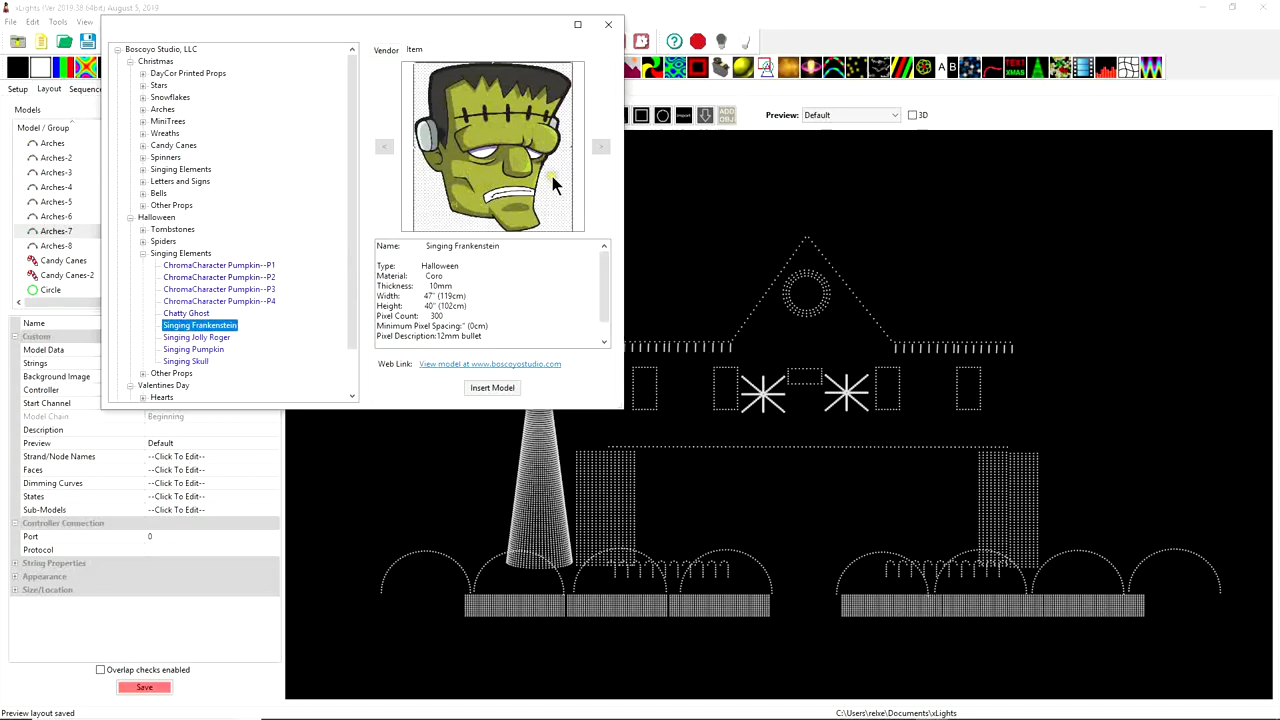 xLights (Ver 2019.38 64bit) August 5, 2019
File Edit Tools View
Setup Layout Sequence
Models
Model / Group
Arches
Arches-2
Arches-3
Arches-4
Arches-5
Arches-6
Arches-7
Arches-8
Candy Canes
Candy Canes-2
Circle
Boscoyo Studio, LLC
Christmas
DayCor Printed Props
Stars
Snowflakes
Arches
MiniTrees
Wreaths
Candy Canes
Spinners
Singing Elements
Letters and Signs
Bells
Other Props
Halloween
Tombstones
Spiders
Singing Elements
ChromaCharacter Pumpkin--P1
ChromaCharacter Pumpkin--P2
ChromaCharacter Pumpkin--P3
ChromaCharacter Pumpkin--P4
Chatty Ghost
Singing Frankenstein
Singing Jolly Roger
Singing Pumpkin
Singing Skull
Other Props
Valentines Day
Hearts
Vendor Item
< >
Name: Singing Frankenstein
Type: Halloween
Material: Coro
Thickness: 10mm
Width: 47" (119cm)
Height: 40" (102cm)
Pixel Count: 300
Minimum Pixel Spacing:" (0cm)
Pixel Description:12mm bullet
Web Link: View model at www.boscoyostudio.com
Insert Model
A B
TEXT XMAS
import
ADD OBJ
Preview: Default 3D
Name
Custom
Model Data
Strings
Background Image
Controller
Start Channel
Model Chain Beginning
Description
Preview Default
Strand/Node Names --Click To Edit--
Faces --Click To Edit--
Dimming Curves --Click To Edit--
States --Click To Edit--
Sub-Models --Click To Edit--
Controller Connection
Port 0
Protocol
String Properties
Appearance
Size/Location
Overlap checks enabled
Save
Preview layout saved
C:\Users\relxe\Documents\xLights